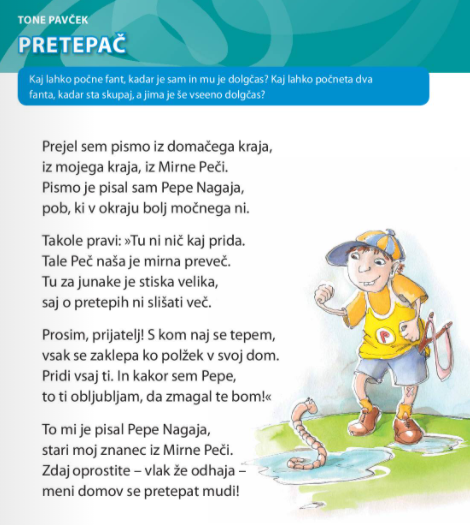 TONE PAVČEK
PRETEPAČ
Kaj lahko počne fant, kadar je sam in mu je dolgčas? Kaj lahko počneta dva
fanta, kadar sta skupaj, a jima je še vseeno dolgčas?
Prejel sem pismo iz domačega kraja,
iz mojega kraja, iz Mirne Peči.
Pismo je pisal sam Pepe Nagaja,
pob, ki v okraju bolj močnega ni.
Takole pravi: »Tu ni nič kaj prida.
Tale Peč naša je mirna preveč.
Tu za junake je stiska velika,
saj o pretepih ni slišati več.
Prosim, prijatelj! S kom naj se tepem,
vsak se zaklepa ko polžek v svoj dom.
Pridi vsaj ti. In kakor sem Pepe,
to ti obljubljam, da zmagal te bom!«
To mi je pisal Pepe Nagaja,
stari moj znanec iz Mirne Peči.
Zdaj oprostite – vlak že odhaja –
meni domov se pretepat mudi!
P